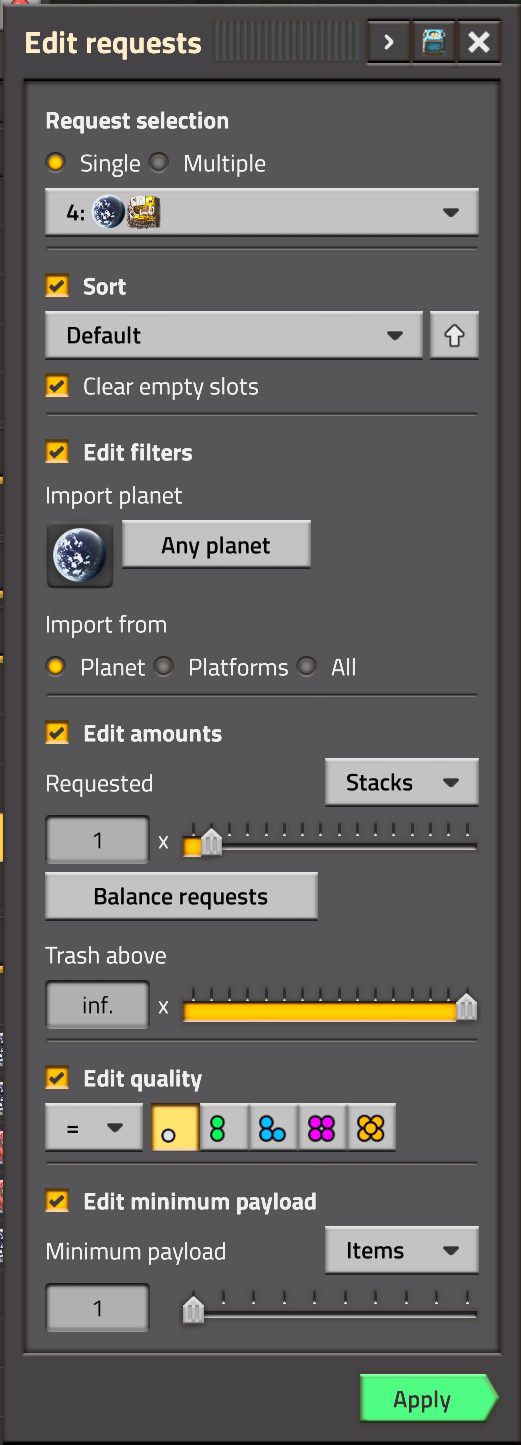 Edit requests
Request selection
Single Multiple
4:
Sort
Default
Clear empty slots
Edit filters
Import planet
Any planet
Import from
Planet Platforms All
Edit amounts
Requested Stacks
1 x
Balance requests
Trash above
inf. x
Edit quality
=
Edit minimum payload
Minimum payload Items
1
Apply